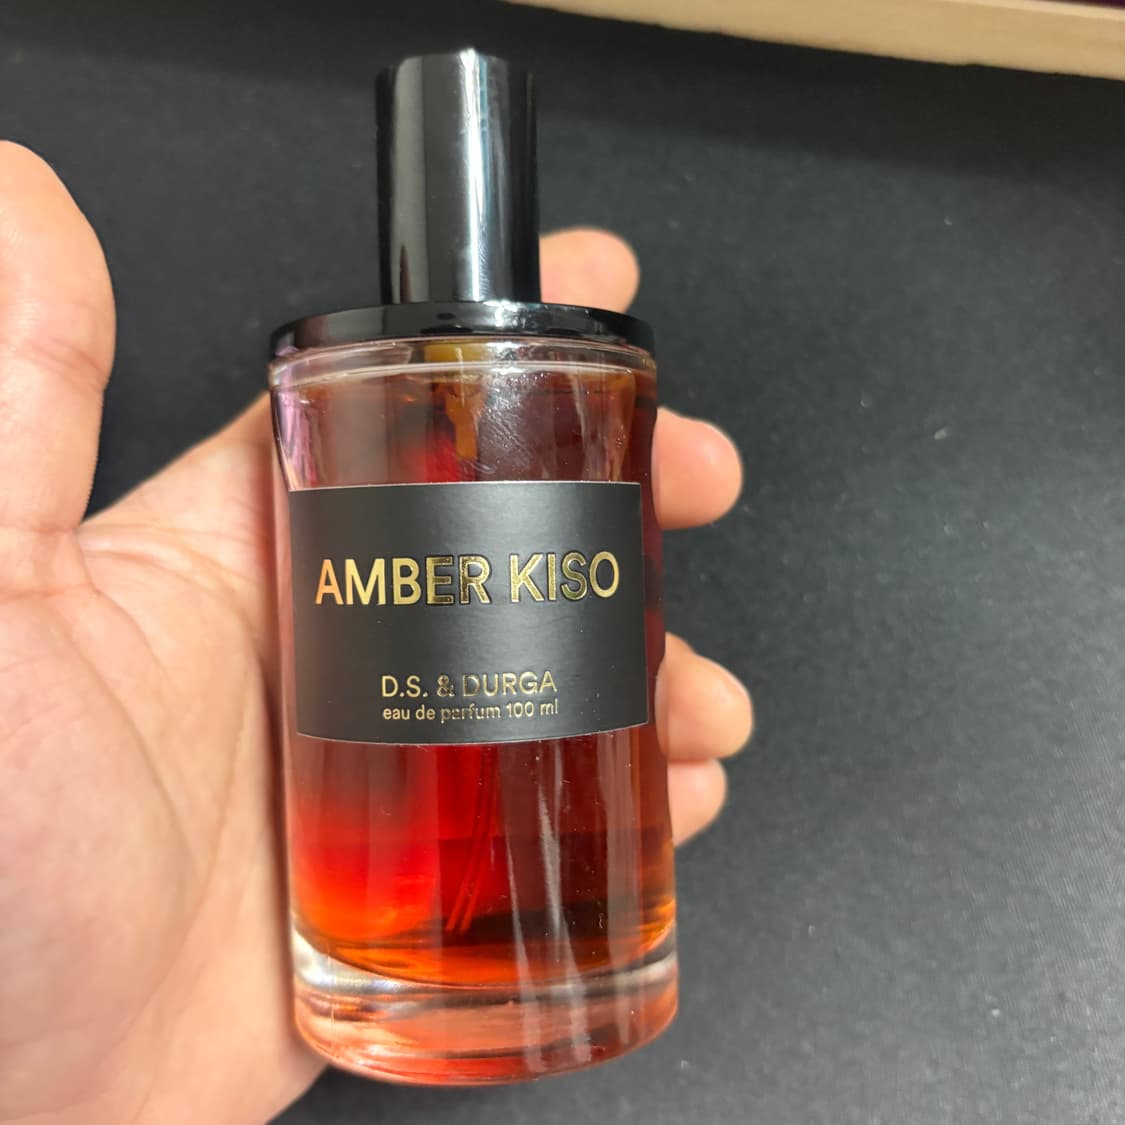 AMBER KISO
D.S. & DURGA
eau de parfum 100 ml